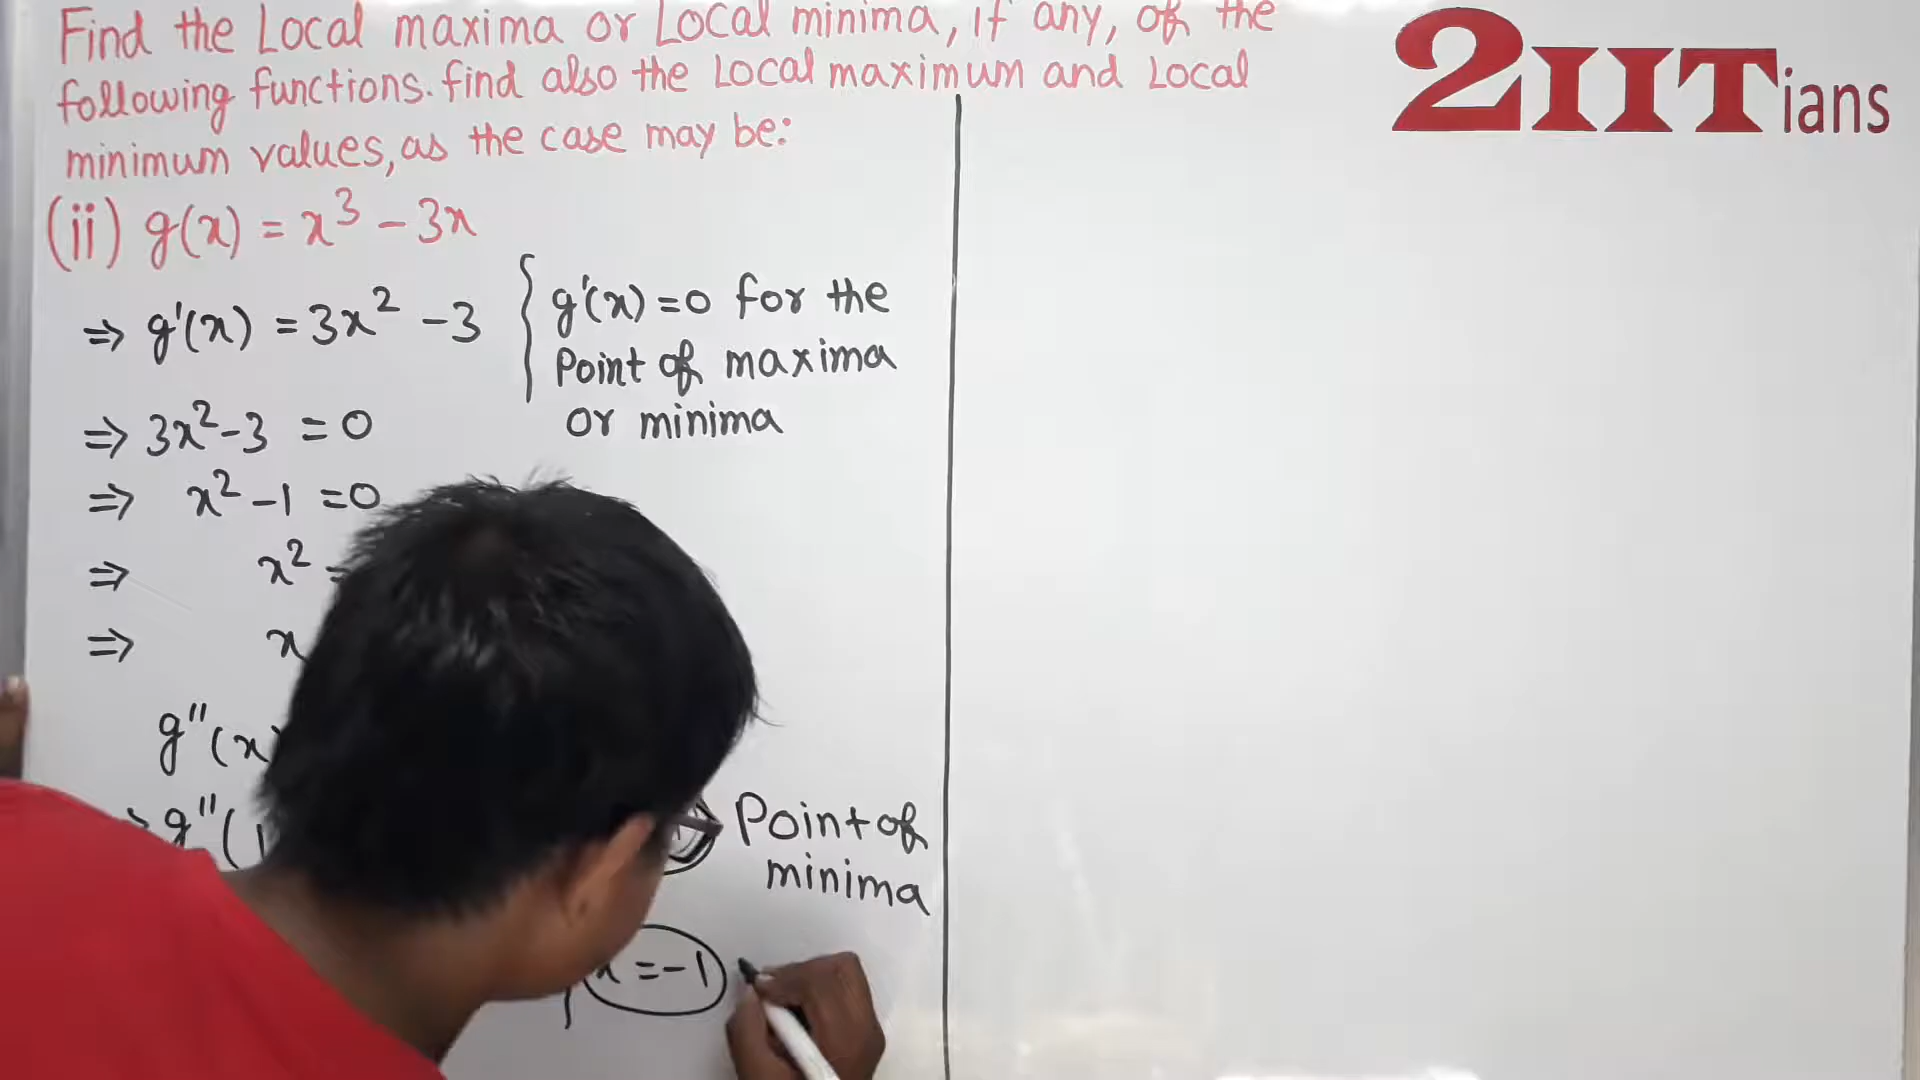 Find the Local maxima or Local minima, if any, of the
following functions. find also the Local maximum and Local
minimum values, as the case may be:
(ii) g(x) = x³ - 3x
⇒ g'(x) = 3x² - 3
g'(x) = 0 for the
Point of maxima
or minima
⇒ 3x² - 3 = 0
⇒ x² - 1 = 0
⇒ x²
⇒ x
g''(x)
g''(1
Point of
minima
x = -1
2IITians